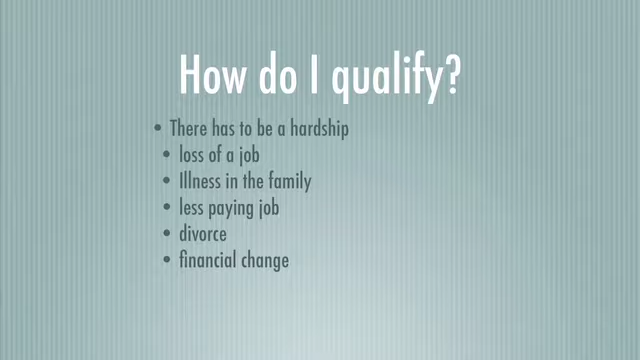 How do I qualify?
• There has to be a hardship
• loss of a job
• Illness in the family
• less paying job
• divorce
• financial change